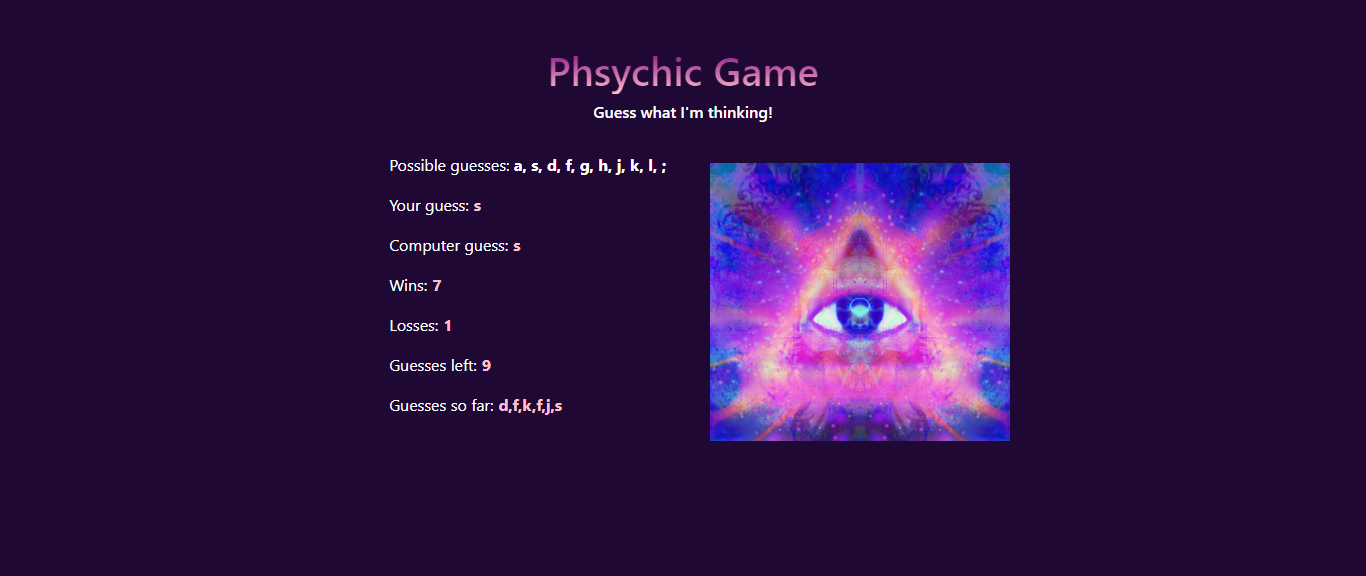 Phsychic Game
Guess what I'm thinking!
Possible guesses: a, s, d, f, g, h, j, k, l, ;
Your guess: s
Computer guess: s
Wins: 7
Losses: 1
Guesses left: 9
Guesses so far: d,f,k,f,j,s